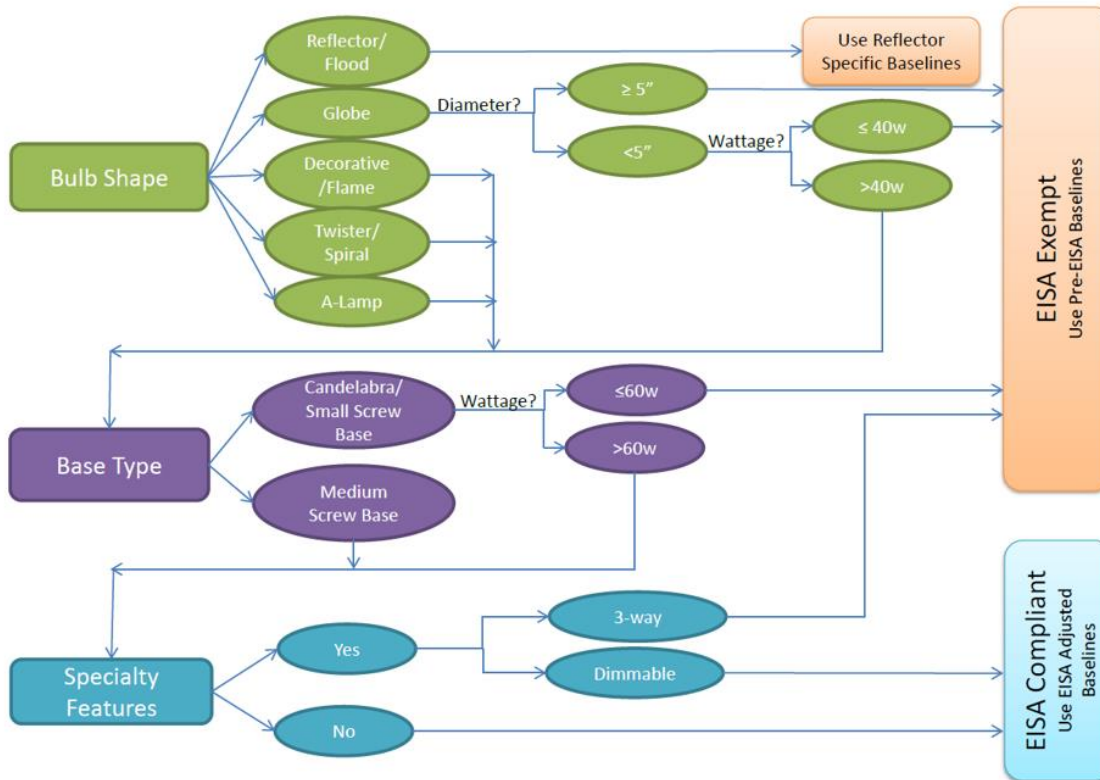 Reflector/
Flood
Use Reflector
Specific Baselines
Globe
Diameter?
≥ 5”
<5”
Wattage?
≤ 40w
>40w
Bulb Shape
Decorative
/Flame
Twister/
Spiral
A-Lamp
EISA Exempt
Use Pre-EISA Baselines
Candelabra/
Small Screw
Base
Wattage?
≤60w
>60w
Base Type
Medium
Screw Base
Specialty
Features
Yes
3-way
Dimmable
No
EISA Compliant
Use EISA Adjusted
Baselines